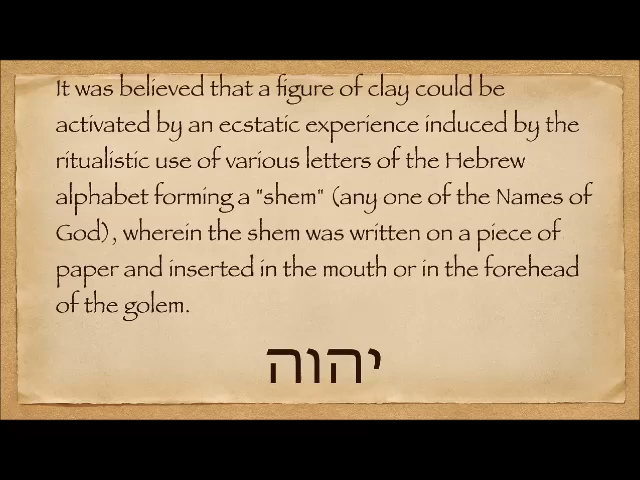 It was believed that a figure of clay could be
activated by an ecstatic experience induced by the
ritualistic use of various letters of the Hebrew
alphabet forming a "shem" (any one of the Names of
God), wherein the shem was written on a piece of
paper and inserted in the mouth or in the forehead
of the golem.
יהוה